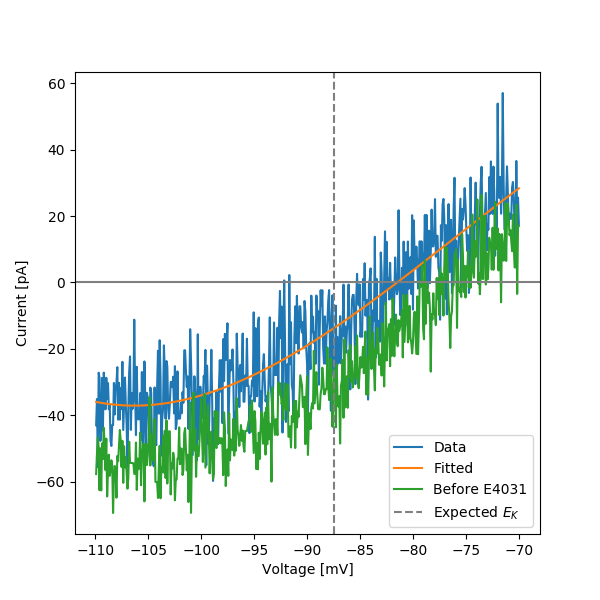 60
40
20
0
−20
−40
−60
Current [pA]
−110 −105 −100 −95 −90 −85 −80 −75 −70
Voltage [mV]
Data
Fitted
Before E4031
Expected E_K